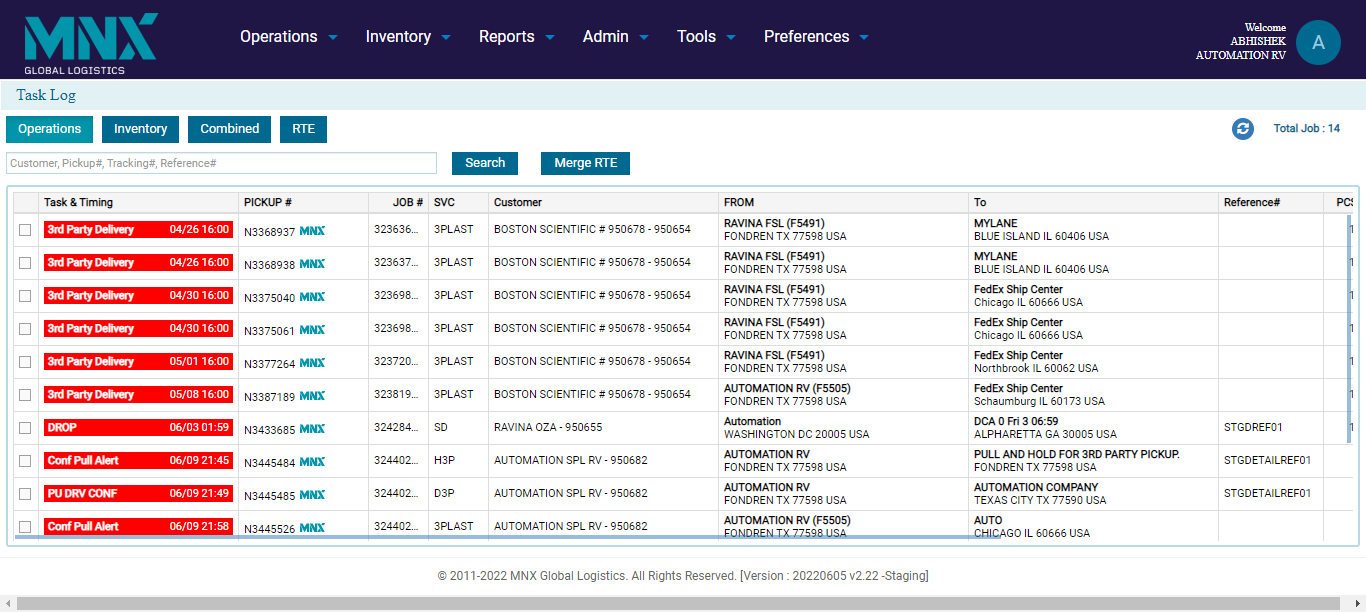 MNX
GLOBAL LOGISTICS
Operations Inventory Reports Admin Tools Preferences
Welcome
ABHISHEK
AUTOMATION RV
A
Task Log
Operations Inventory Combined RTE
Total Job : 14
Customer, Pickup#, Tracking#, Reference#
Search Merge RTE
Task & Timing PICKUP # JOB # SVC Customer FROM To Reference# PCS
3rd Party Delivery 04/26 16:00 N3368937 MNX 323636... 3PLAST BOSTON SCIENTIFIC # 950678 - 950654 RAVINA FSL (F5491) MYLANE
FONDREN TX 77598 USA BLUE ISLAND IL 60406 USA
3rd Party Delivery 04/26 16:00 N3368938 MNX 323637... 3PLAST BOSTON SCIENTIFIC # 950678 - 950654 RAVINA FSL (F5491) MYLANE
FONDREN TX 77598 USA BLUE ISLAND IL 60406 USA
3rd Party Delivery 04/30 16:00 N3375040 MNX 323698... 3PLAST BOSTON SCIENTIFIC # 950678 - 950654 RAVINA FSL (F5491) FedEx Ship Center
FONDREN TX 77598 USA Chicago IL 60666 USA
3rd Party Delivery 04/30 16:00 N3375061 MNX 323698... 3PLAST BOSTON SCIENTIFIC # 950678 - 950654 RAVINA FSL (F5491) FedEx Ship Center
FONDREN TX 77598 USA Chicago IL 60666 USA
3rd Party Delivery 05/01 16:00 N3377264 MNX 323720... 3PLAST BOSTON SCIENTIFIC # 950678 - 950654 RAVINA FSL (F5491) FedEx Ship Center
FONDREN TX 77598 USA Northbrook IL 60062 USA
3rd Party Delivery 05/08 16:00 N3387189 MNX 323819... 3PLAST BOSTON SCIENTIFIC # 950678 - 950654 AUTOMATION RV (F5505) FedEx Ship Center
FONDREN TX 77598 USA Schaumburg IL 60173 USA
DROP 06/03 01:59 N3433685 MNX 324284... SD RAVINA OZA - 950655 Automation DCA 0 Fri 3 06:59 STGDREF01
WASHINGTON DC 20005 USA ALPHARETTA GA 30005 USA
Conf Pull Alert 06/09 21:45 N3445484 MNX 324402... H3P AUTOMATION SPL RV - 950682 AUTOMATION RV PULL AND HOLD FOR 3RD PARTY PICKUP. STGDETAILREF01
FONDREN TX 77598 USA FONDREN TX 77598 USA
PU DRV CONF 06/09 21:49 N3445485 MNX 324402... D3P AUTOMATION SPL RV - 950682 AUTOMATION RV AUTOMATION COMPANY STGDETAILREF01
FONDREN TX 77598 USA TEXAS CITY TX 77590 USA
Conf Pull Alert 06/09 21:58 N3445526 MNX 324402... 3PLAST AUTOMATION SPL RV - 950682 AUTOMATION RV (F5505) AUTO
FONDREN TX 77598 USA CHICAGO IL 60666 USA
© 2011-2022 MNX Global Logistics. All Rights Reserved. [Version : 20220605 v2.22 -Staging]